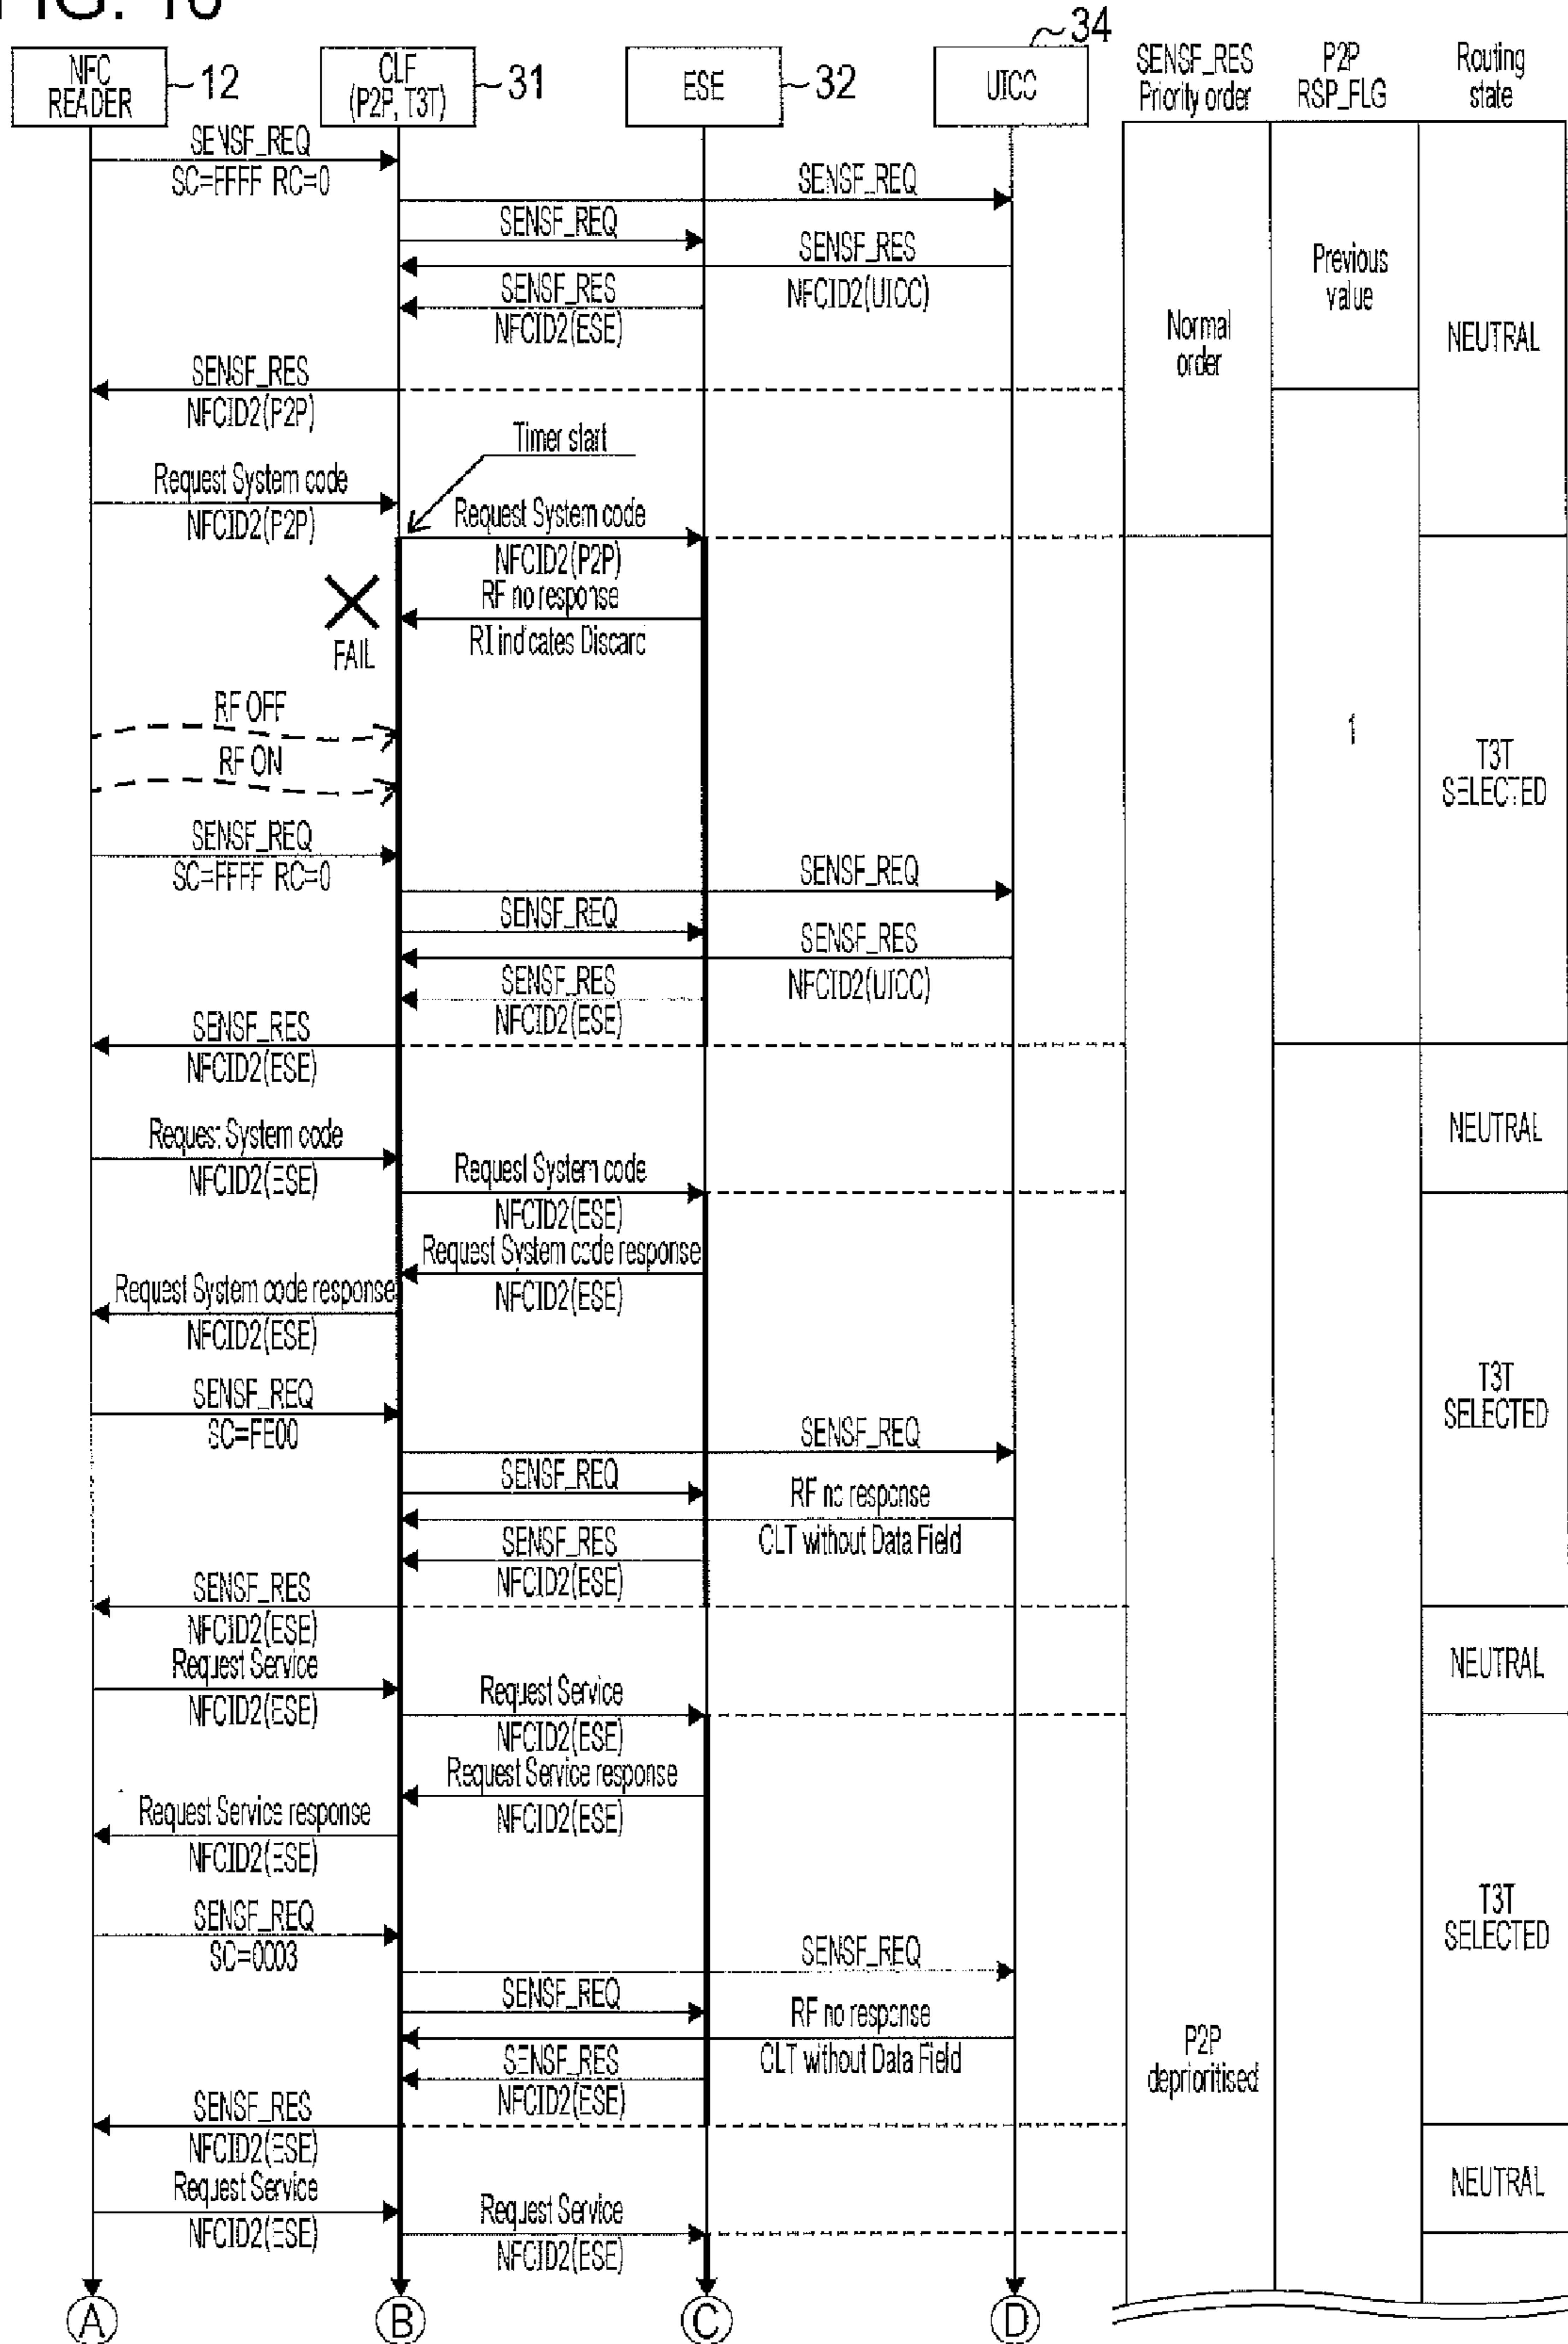 FIG. 16
34
NFC
READER
12
CLF
(P2P, T3T)
31
ESE
32
UICC
SENSF_RES
Priority order
P2P
RSP_FLG
Routing
state
SENSF_REQ
SC=FFFF RC=0
SENSF_REQ
SENSF_REQ
SENSF_RES
NFCID2(UICC)
SENSF_RES
NFCID2(ESE)
Previous
value
Normal
order
NEUTRAL
SENSF_RES
NFCID2(P2P)
Timer start
Request System code
NFCID2(P2P)
Request System code
NFCID2(P2P)
RF no response
RI indicates Discard
FAIL
RF OFF
RF ON
1
T3T
SELECTED
SENSF_REQ
SC=FFFF RC=0
SENSF_REQ
SENSF_REQ
SENSF_RES
NFCID2(UICC)
SENSF_RES
NFCID2(ESE)
SENSF_RES
NFCID2(ESE)
NEUTRAL
Request System code
NFCID2(ESE)
Request System code
NFCID2(ESE)
Request System code response
NFCID2(ESE)
Request System code response
NFCID2(ESE)
T3T
SELECTED
SENSF_REQ
SC=FE00
SENSF_REQ
SENSF_REQ
RF no response
CLT without Data Field
SENSF_RES
NFCID2(ESE)
SENSF_RES
NFCID2(ESE)
NEUTRAL
Request Service
NFCID2(ESE)
Request Service
NFCID2(ESE)
Request Service response
NFCID2(ESE)
Request Service response
NFCID2(ESE)
T3T
SELECTED
SENSF_REQ
SC=0003
SENSF_REQ
SENSF_REQ
RF no response
CLT without Data Field
SENSF_RES
NFCID2(ESE)
P2P
deprioritised
SENSF_RES
NFCID2(ESE)
NEUTRAL
Request Service
NFCID2(ESE)
Request Service
NFCID2(ESE)
A
B
C
D